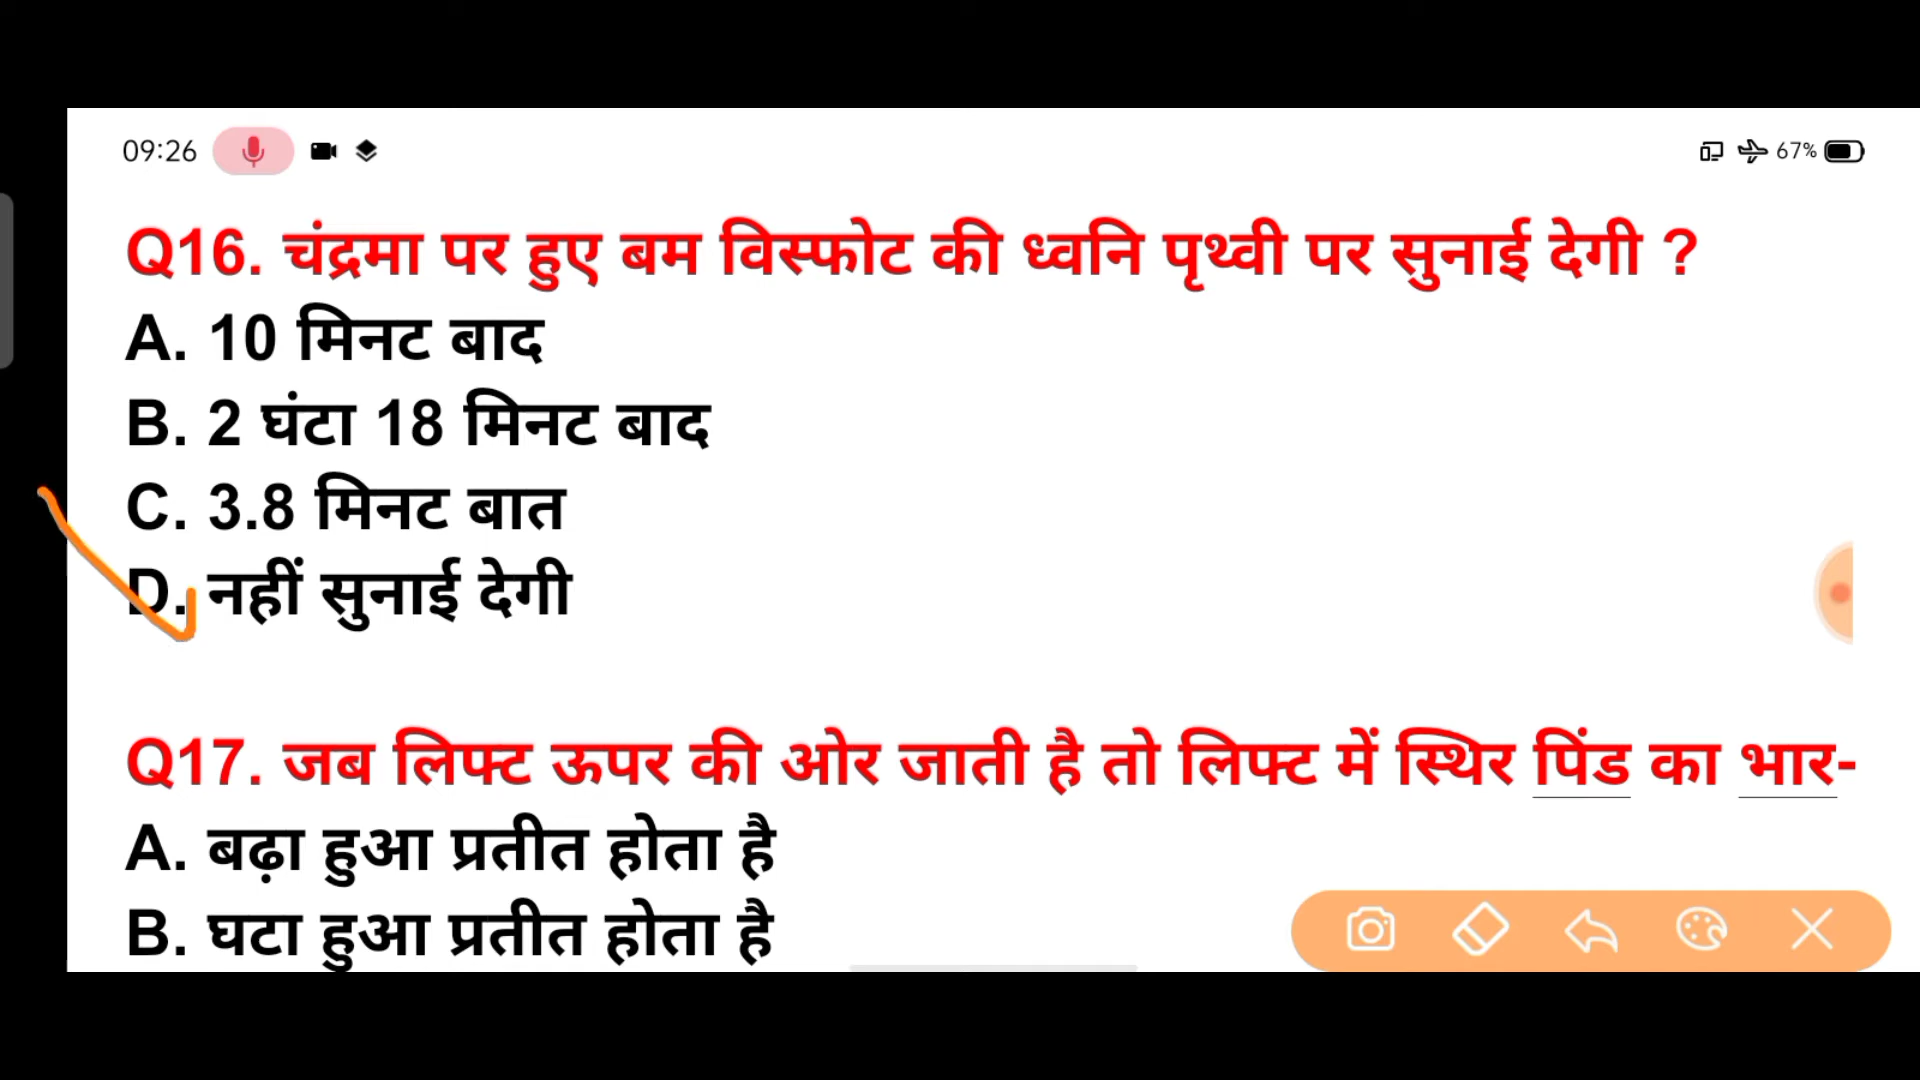 09:26
67%
Q16. चंद्रमा पर हुए बम विस्फोट की ध्वनि पृथ्वी पर सुनाई देगी ?
A. 10 मिनट बाद
B. 2 घंटा 18 मिनट बाद
C. 3.8 मिनट बात
D. नहीं सुनाई देगी
Q17. जब लिफ्ट ऊपर की ओर जाती है तो लिफ्ट में स्थिर पिंड का भार-
A. बढ़ा हुआ प्रतीत होता है
B. घटा हुआ प्रतीत होता है